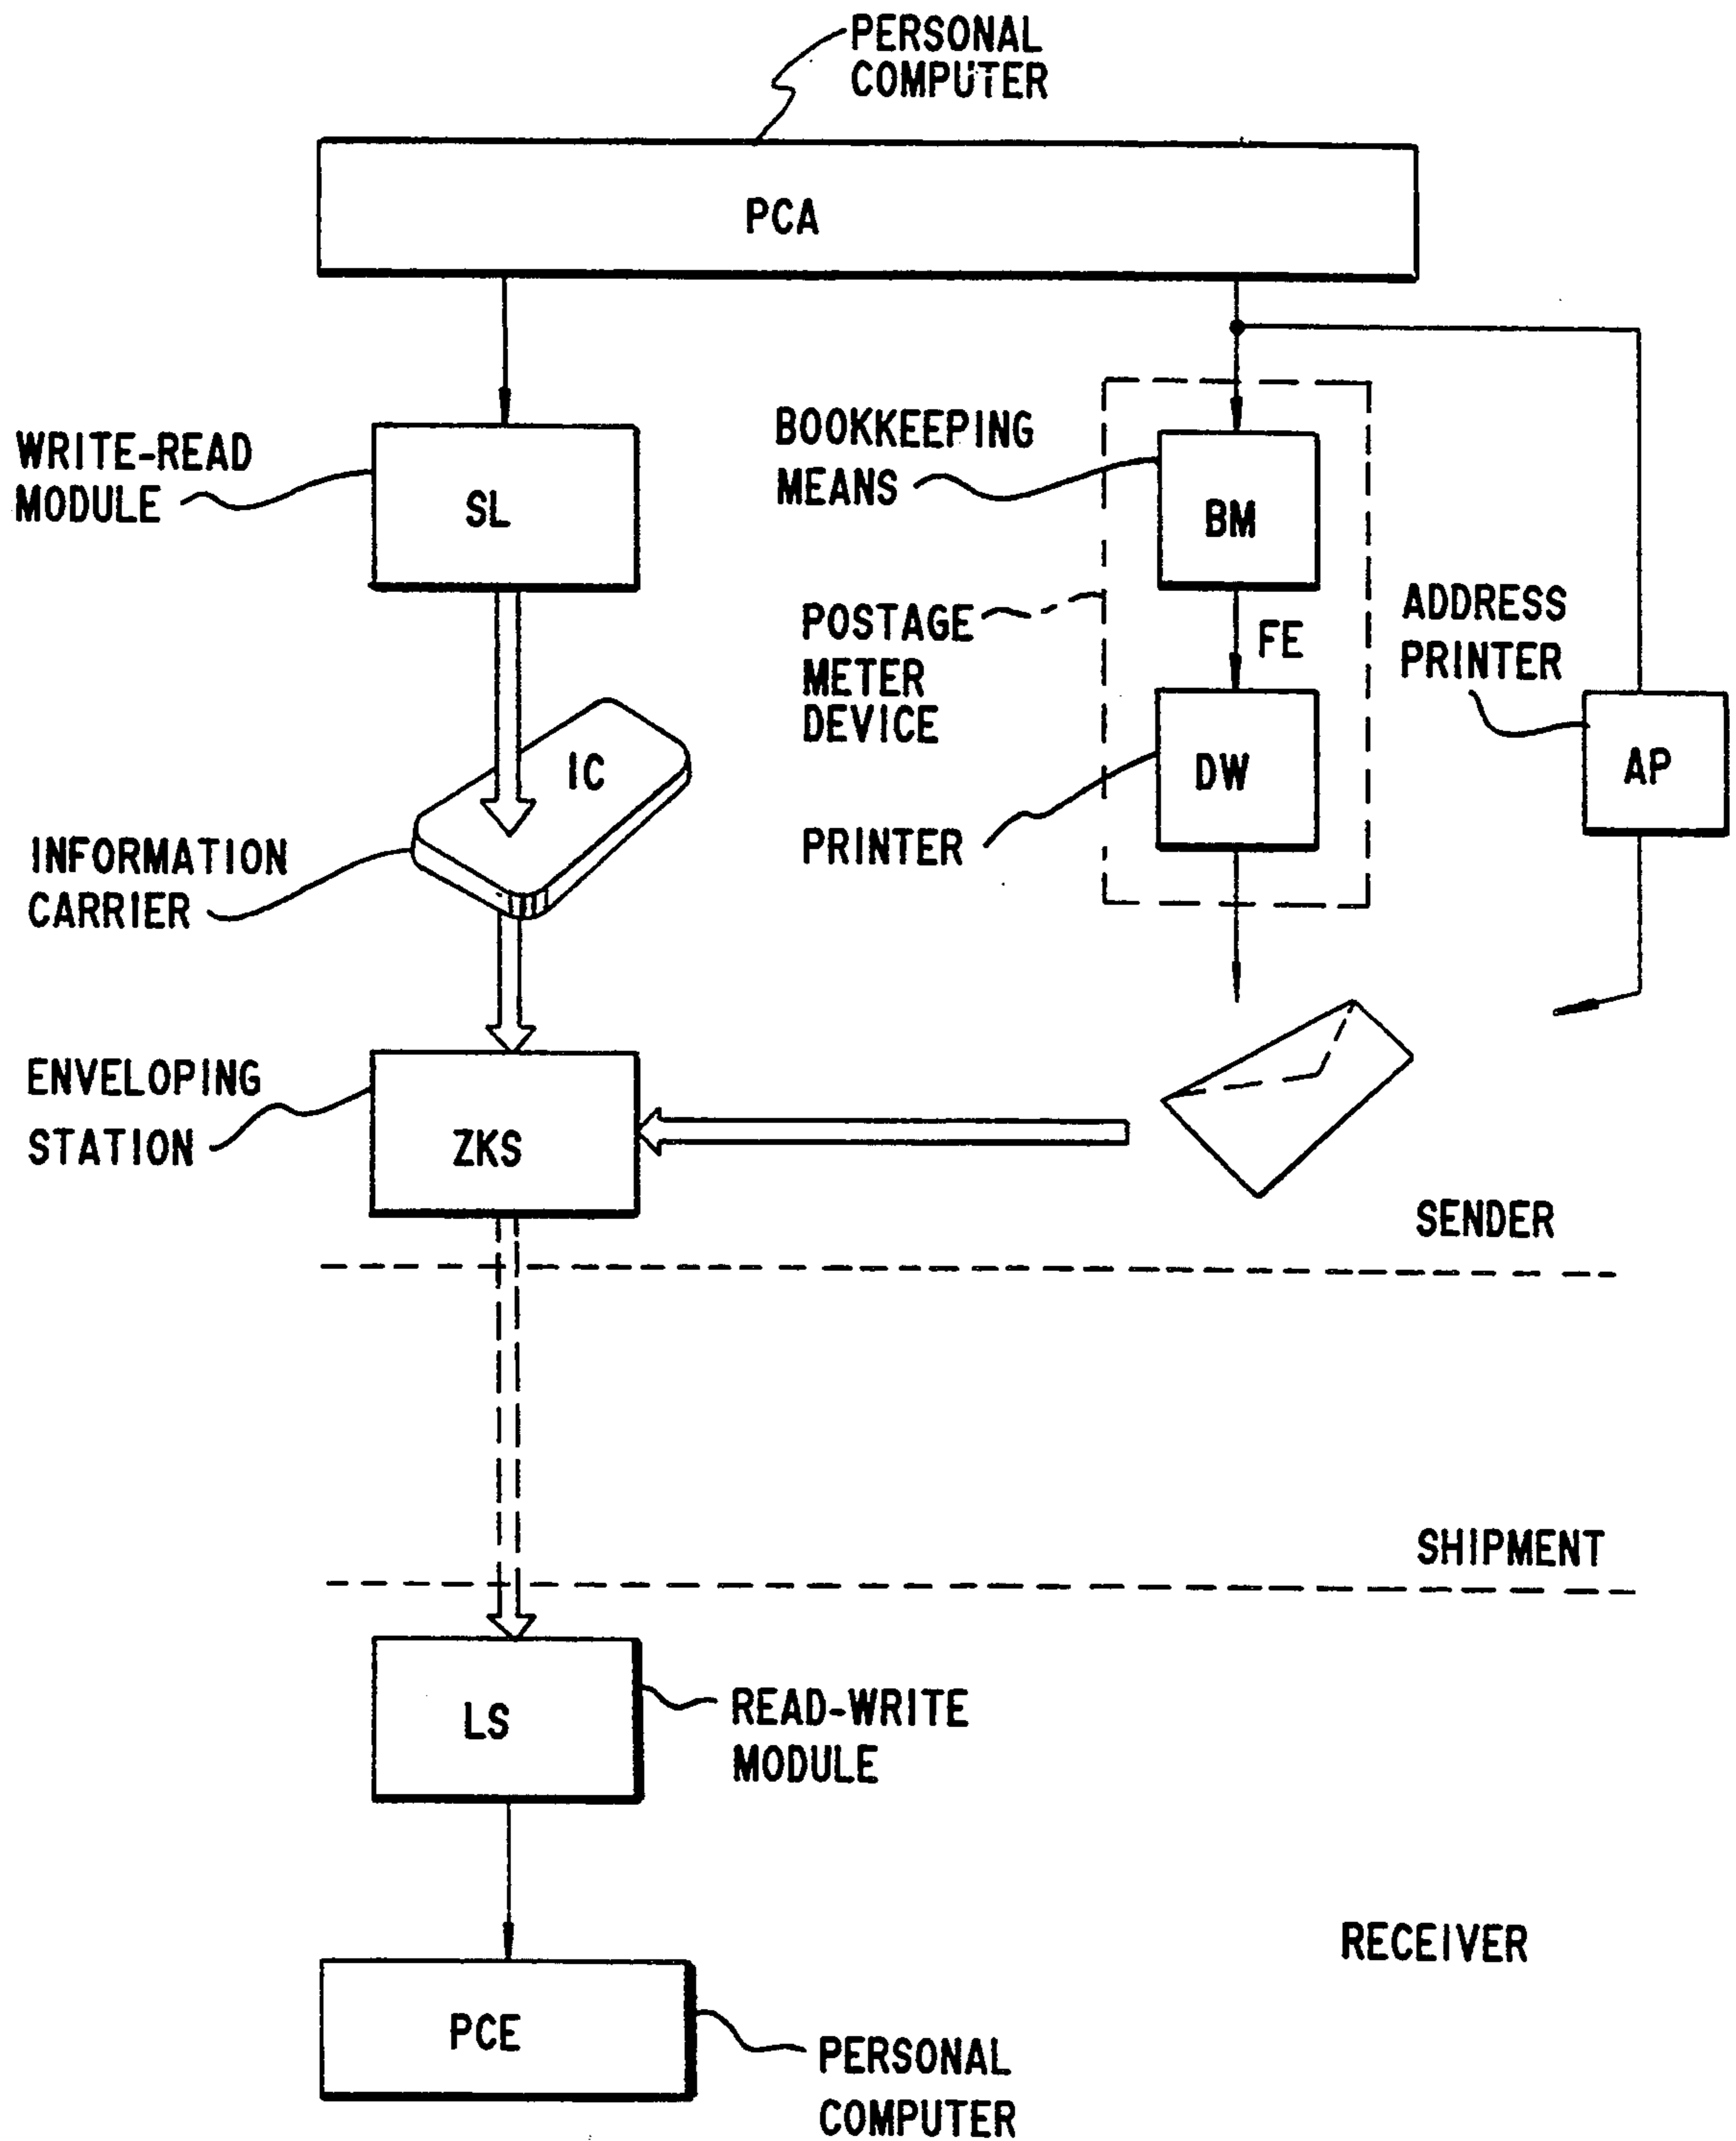 PERSONAL
COMPUTER
PCA
WRITE-READ
MODULE
SL
BOOKKEEPING
MEANS
BM
POSTAGE
METER
DEVICE
FE
ADDRESS
PRINTER
AP
DW
PRINTER
IC
INFORMATION
CARRIER
ENVELOPING
STATION
ZKS
SENDER
SHIPMENT
LS
READ-WRITE
MODULE
RECEIVER
PCE
PERSONAL
COMPUTER